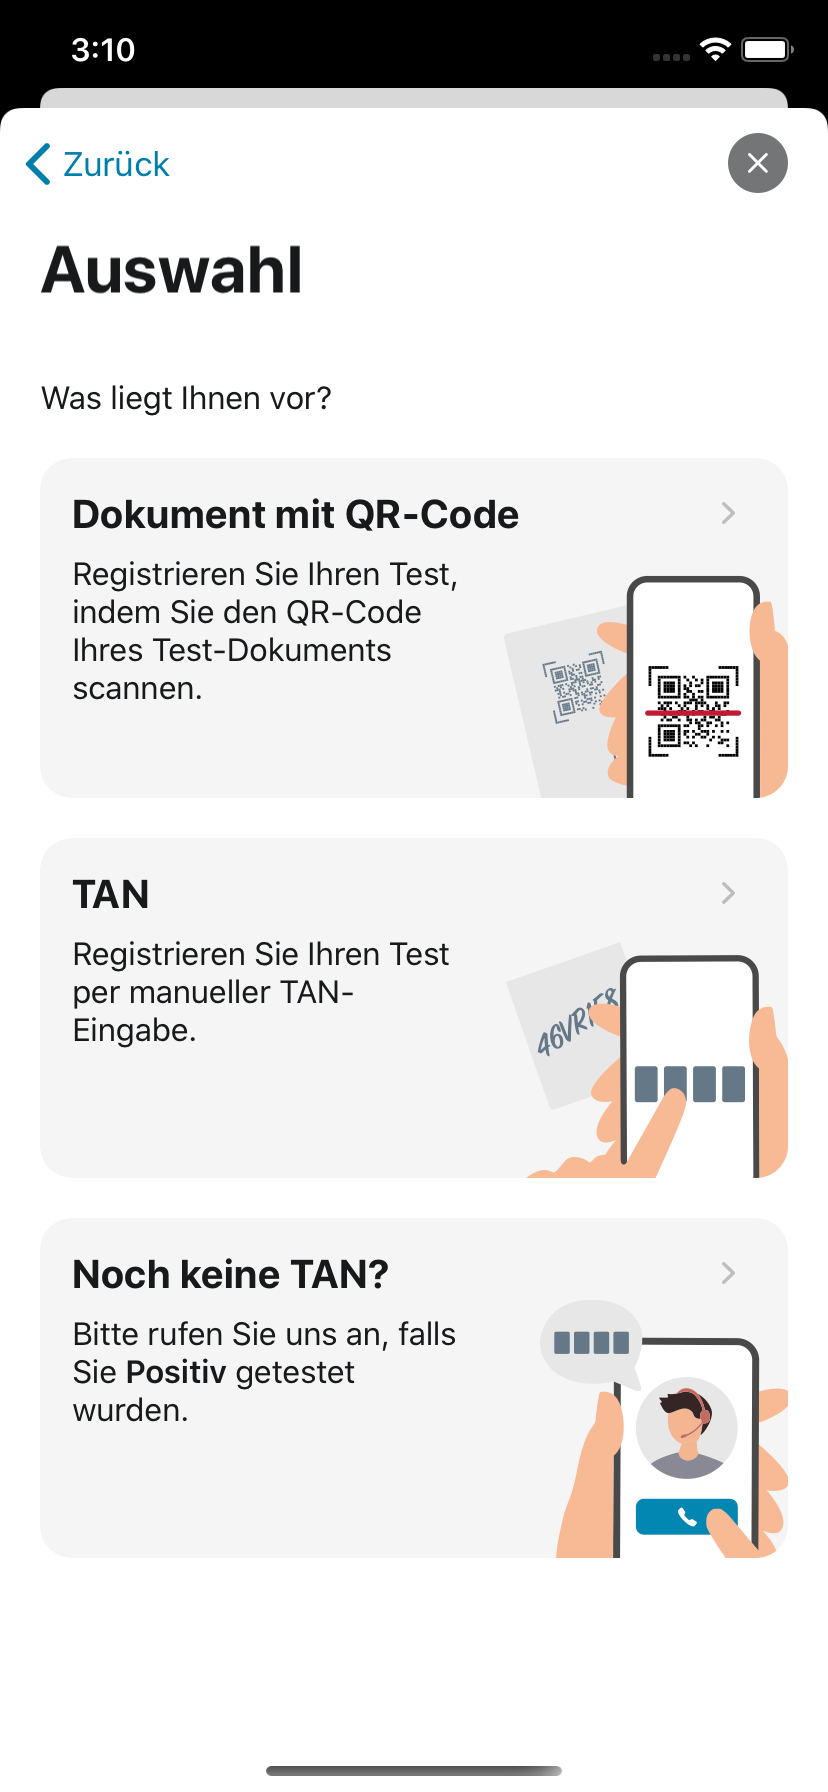 3:10
Zurück
Auswahl
Was liegt Ihnen vor?
Dokument mit QR-Code
Registrieren Sie Ihren Test,
indem Sie den QR-Code
Ihres Test-Dokuments
scannen.
TAN
Registrieren Sie Ihren Test
per manueller TAN-
Eingabe.
Noch keine TAN?
Bitte rufen Sie uns an, falls
Sie Positiv getestet
wurden.